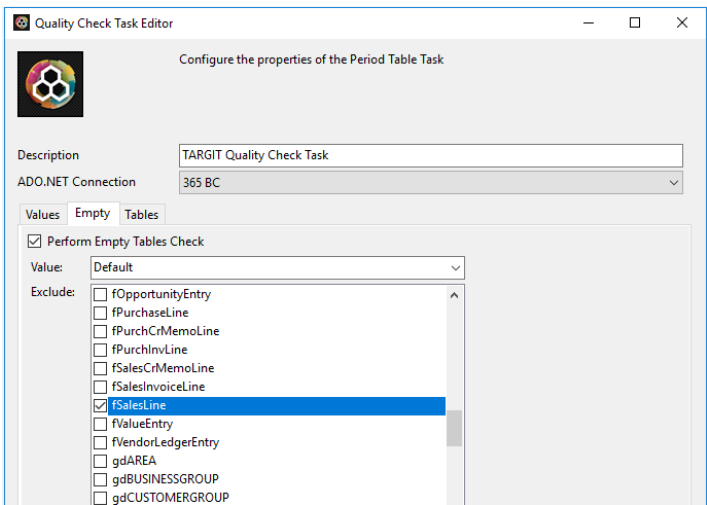 Quality Check Task Editor
Configure the properties of the Period Table Task
Description
TARGIT Quality Check Task
ADO.NET Connection
365 BC
Values
Empty
Tables
Perform Empty Tables Check
Value:
Default
Exclude:
fOpportunityEntry
fPurchaseLine
fPurchCrMemoLine
fPurchInvLine
fSalesCrMemoLine
fSalesInvoiceLine
fSalesLine
fValueEntry
fVendorLedgerEntry
gdAREA
gdBUSINESSGROUP
gdCUSTOMERGROUP